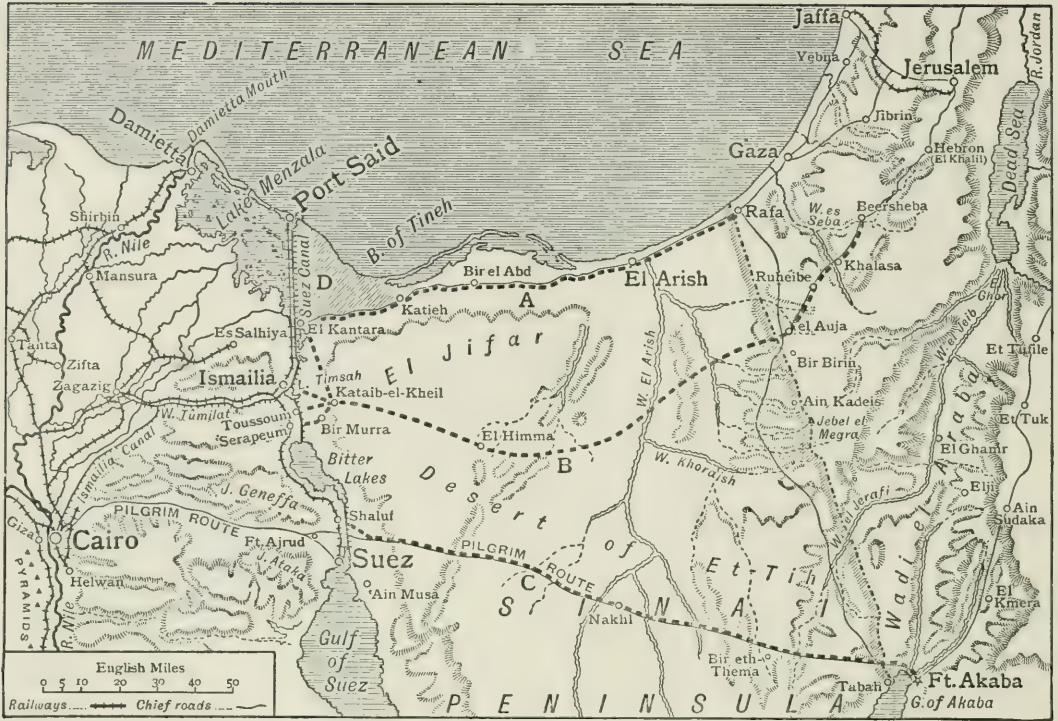 MEDITERRANEAN SEA
Jaffa
Yebna
Jerusalem
R. Jordan
Jibrin
Gaza
Hebron
(El Khalil)
Dead Sea
Damietta Mouth
Damietta
Lake Menzala
Port Said
B. of Tineh
Shirbin
R. Nile
Mansura
Suez Canal
D
Bir el Abd
A
Katieh
El Arish
Rafa
W. es
Seba
Beersheba
Khalasa
Ruheibe
El
Ghor
El Kantara
Es Salhiya
Tanta
Zifta
Zagazig
Ismailia
L. Timsah
El Jifar
Kataib-el-Kheil
W. El Arish
el Auja
Bir Birin
W. el Jeib
Et Tufile
W. Tumilat
Toussoum
Serapeum
Bir Murra
El Himma
B
Ain Kadeis
Jebel el
Megra
Et Tuk
Ismailia Canal
Bitter
Lakes
Desert
of
W. Khoraish
El Ghamr
J. Geneffa
PILGRIM ROUTE
Shaluf
W. el Jerafi
Elji
Ain
Sudaka
Giza
Cairo
Ft. Ajrud
J. Ataka
Suez
PILGRIM
ROUTE
C
Et-Tih
Wadi el Araba
PYRAMIDS
Helwan
R. Nile
Ain Musa
SINAI
Nakhl
El
Kmera
Gulf
of
Suez
Bir eth-
Thema
Tabah
Ft. Akaba
G. of Akaba
PENINSULA
English Miles
0 5 10 20 30 40 50
Railways Chief roads